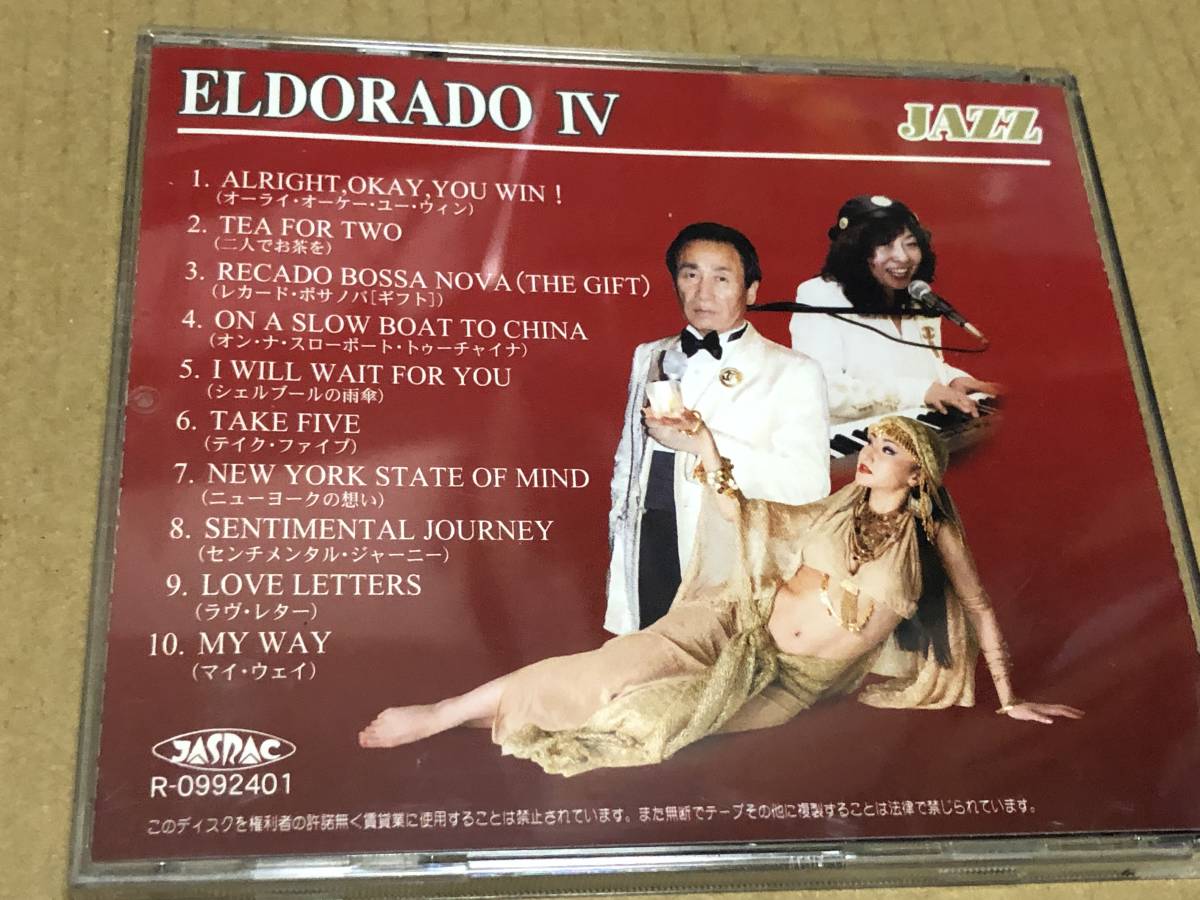 ELDORADO IV
JAZZ
1. ALRIGHT,OKAY,YOU WIN!
(オーライ・オーケー・ユー・ウィン)
2. TEA FOR TWO
(二人でお茶を)
3. RECADO BOSSA NOVA(THE GIFT)
(レカード・ボサノバ[ギフト])
4. ON A SLOW BOAT TO CHINA
(オン・ナ・スローボート・トゥーチャイナ)
5. I WILL WAIT FOR YOU
(シェルブールの雨傘)
6. TAKE FIVE
(テイク・ファイブ)
7. NEW YORK STATE OF MIND
(ニューヨークの想い)
8. SENTIMENTAL JOURNEY
(センチメンタル・ジャーニー)
9. LOVE LETTERS
(ラヴ・レター)
10. MY WAY
(マイ・ウェイ)
JASRAC
R-0992401
このディスクを権利者の許諾無く賃貸業に使用することは禁止されています。また無断でテープその他に複製することは法律で禁じられています。